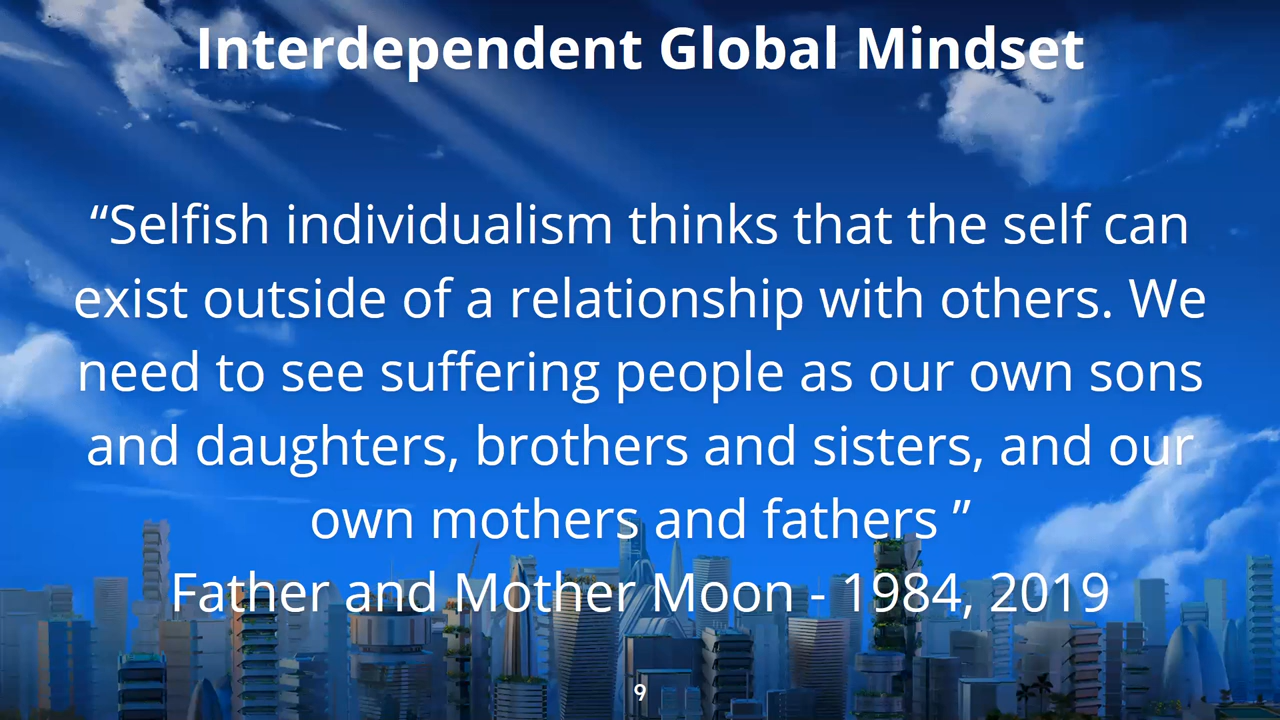 Interdependent Global Mindset
“Selfish individualism thinks that the self can
exist outside of a relationship with others. We
need to see suffering people as our own sons
and daughters, brothers and sisters, and our
own mothers and fathers ”
Father and Mother Moon - 1984, 2019
9